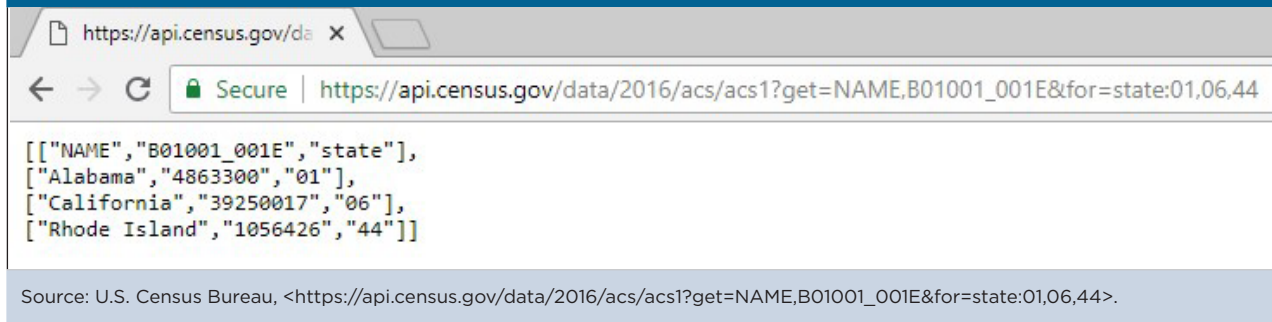 https://api.census.gov/da
Secure | https://api.census.gov/data/2016/acs/acs1?get=NAME,B01001_001E&for=state:01,06,44
[["NAME","B01001_001E","state"],
["Alabama","4863300","01"],
["California","39250017","06"],
["Rhode Island","1056426","44"]]
Source: U.S. Census Bureau, <https://api.census.gov/data/2016/acs/acs1?get=NAME,B01001_001E&for=state:01,06,44>.